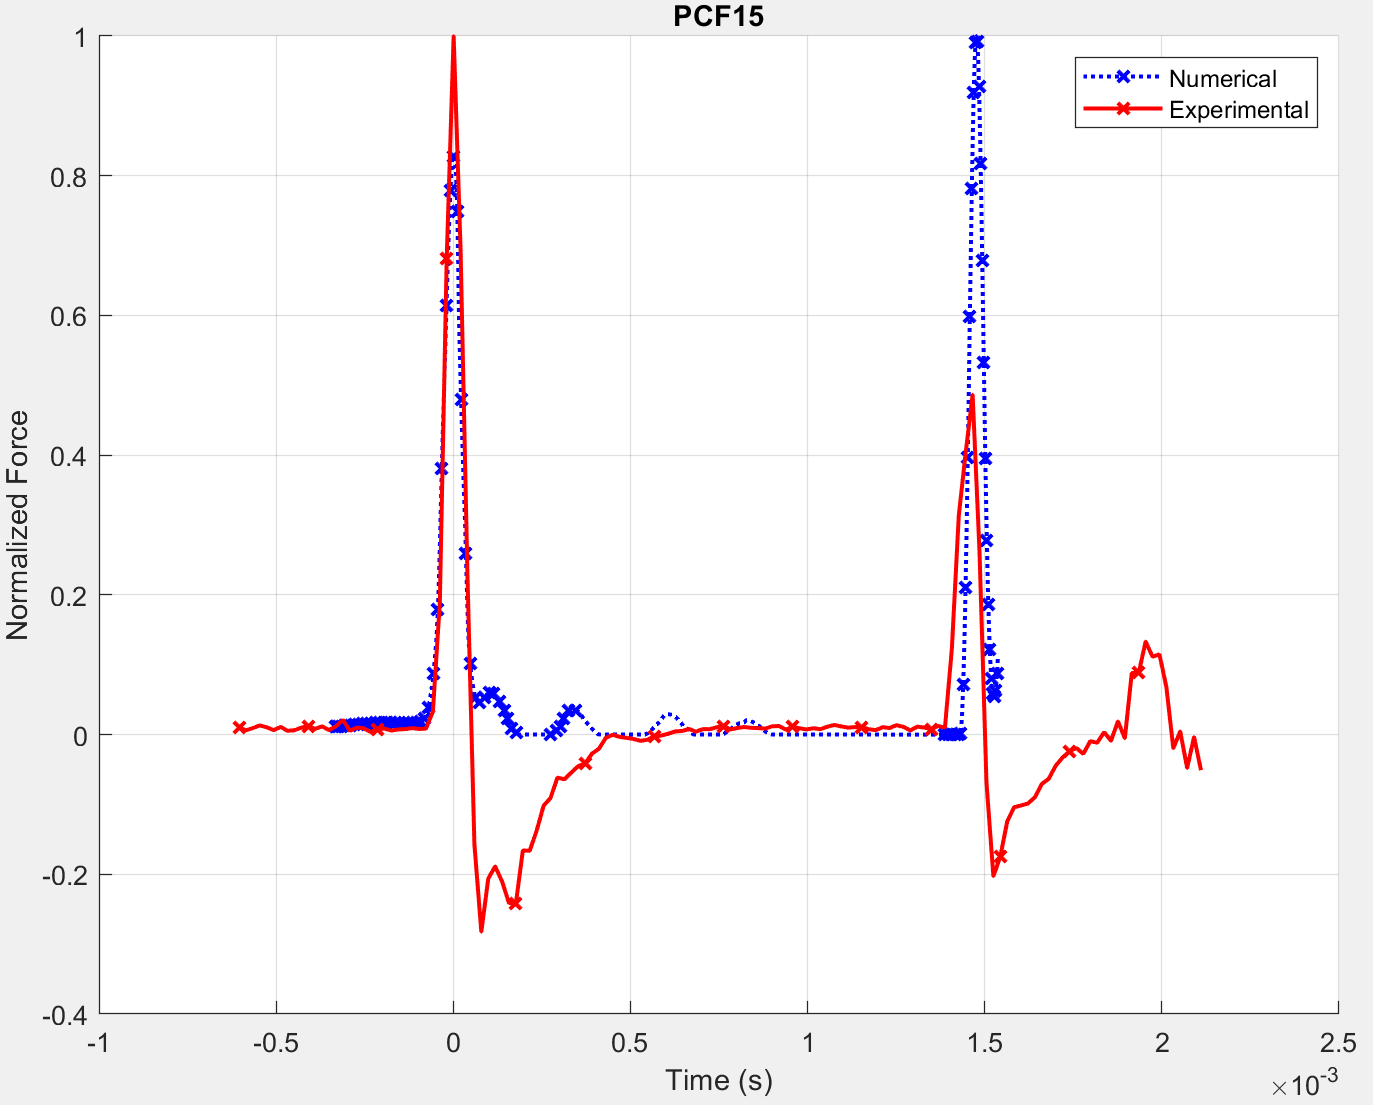 PCF15
1
0.8
0.6
0.4
0.2
0
-0.2
-0.4
Normalized Force
Numerical
Experimental
-1 -0.5 0 0.5 1 1.5 2 2.5
Time (s)
×10⁻³